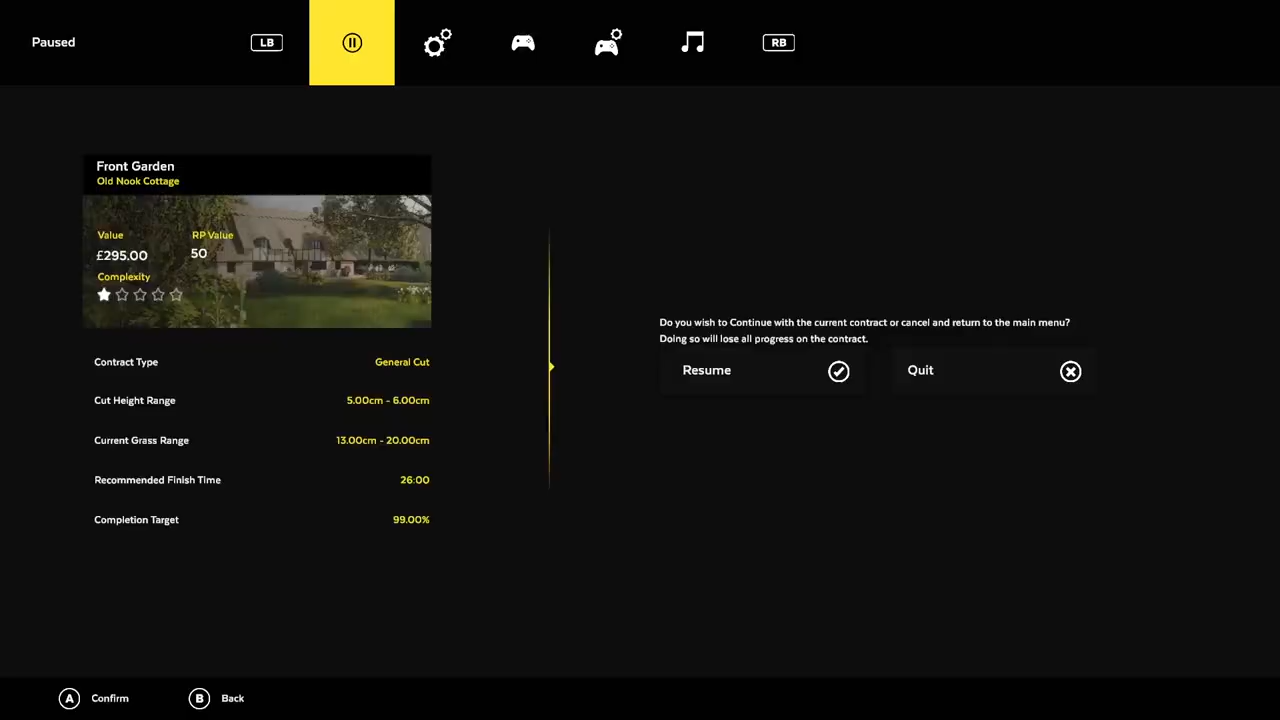 Paused
LB
RB
Front Garden
Old Nook Cottage
Value
RP Value
£295.00
50
Complexity
Contract Type
General Cut
Cut Height Range
5.00cm - 6.00cm
Current Grass Range
13.00cm - 20.00cm
Recommended Finish Time
26:00
Completion Target
99.00%
Do you wish to Continue with the current contract or cancel and return to the main menu?
Doing so will lose all progress on the contract.
Resume
Quit
A Confirm
B Back